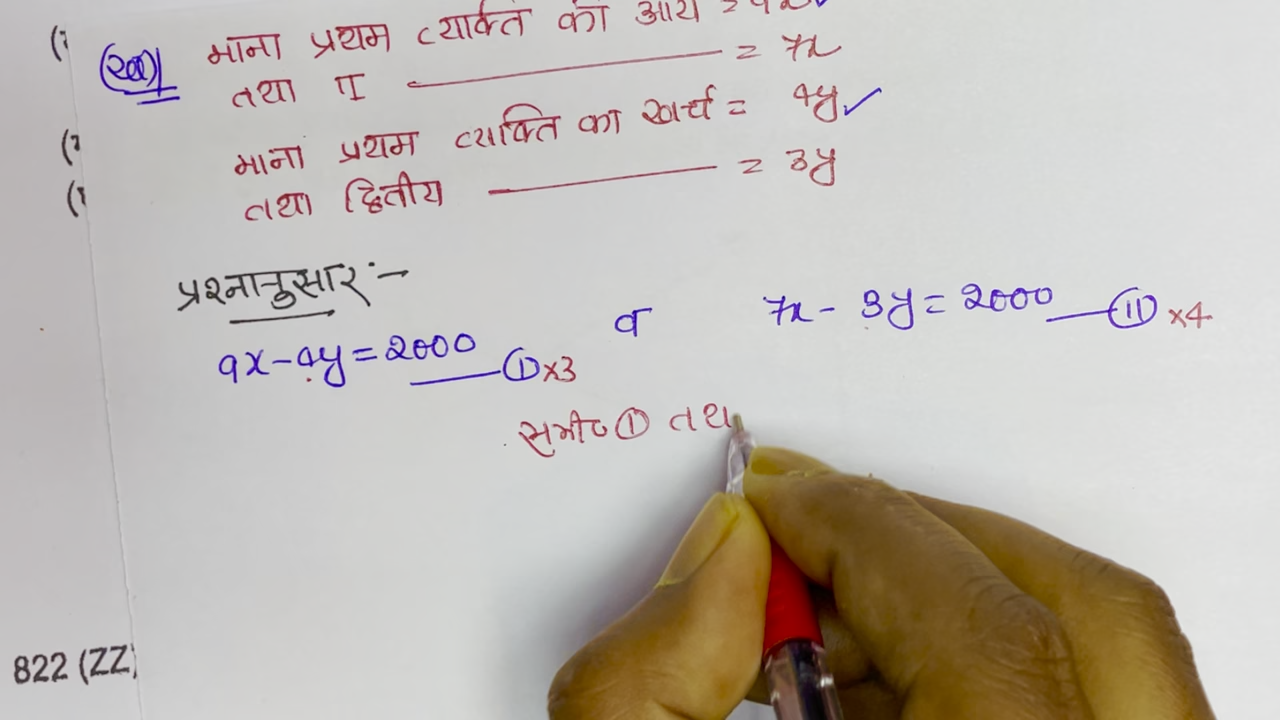 (ख) माना प्रथम व्यक्ति की आय = 9x
तथा II ———— = 7x
माना प्रथम व्यक्ति का खर्च = 4y ✓
तथा द्वितीय ———— = 3y
प्रश्नानुसार :-
9x - 4y = 2000 —— (I) ×3 व 7x - 3y = 2000 —— (II) ×4
समी० (I) तथ
822 (ZZ)